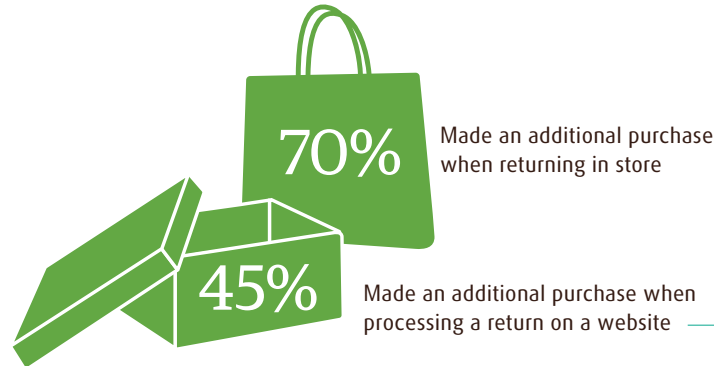 70%
Made an additional purchase
when returning in store
45%
Made an additional purchase when
processing a return on a website